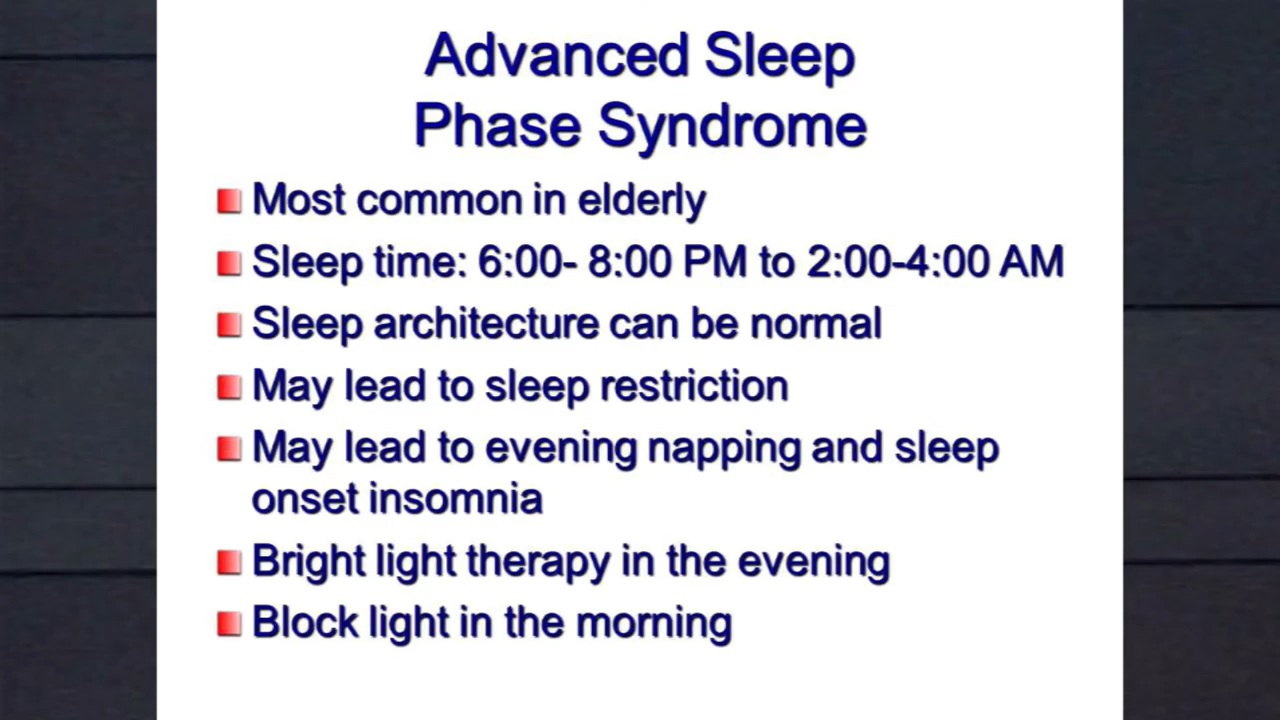 Advanced Sleep
Phase Syndrome
Most common in elderly
Sleep time: 6:00- 8:00 PM to 2:00-4:00 AM
Sleep architecture can be normal
May lead to sleep restriction
May lead to evening napping and sleep
onset insomnia
Bright light therapy in the evening
Block light in the morning